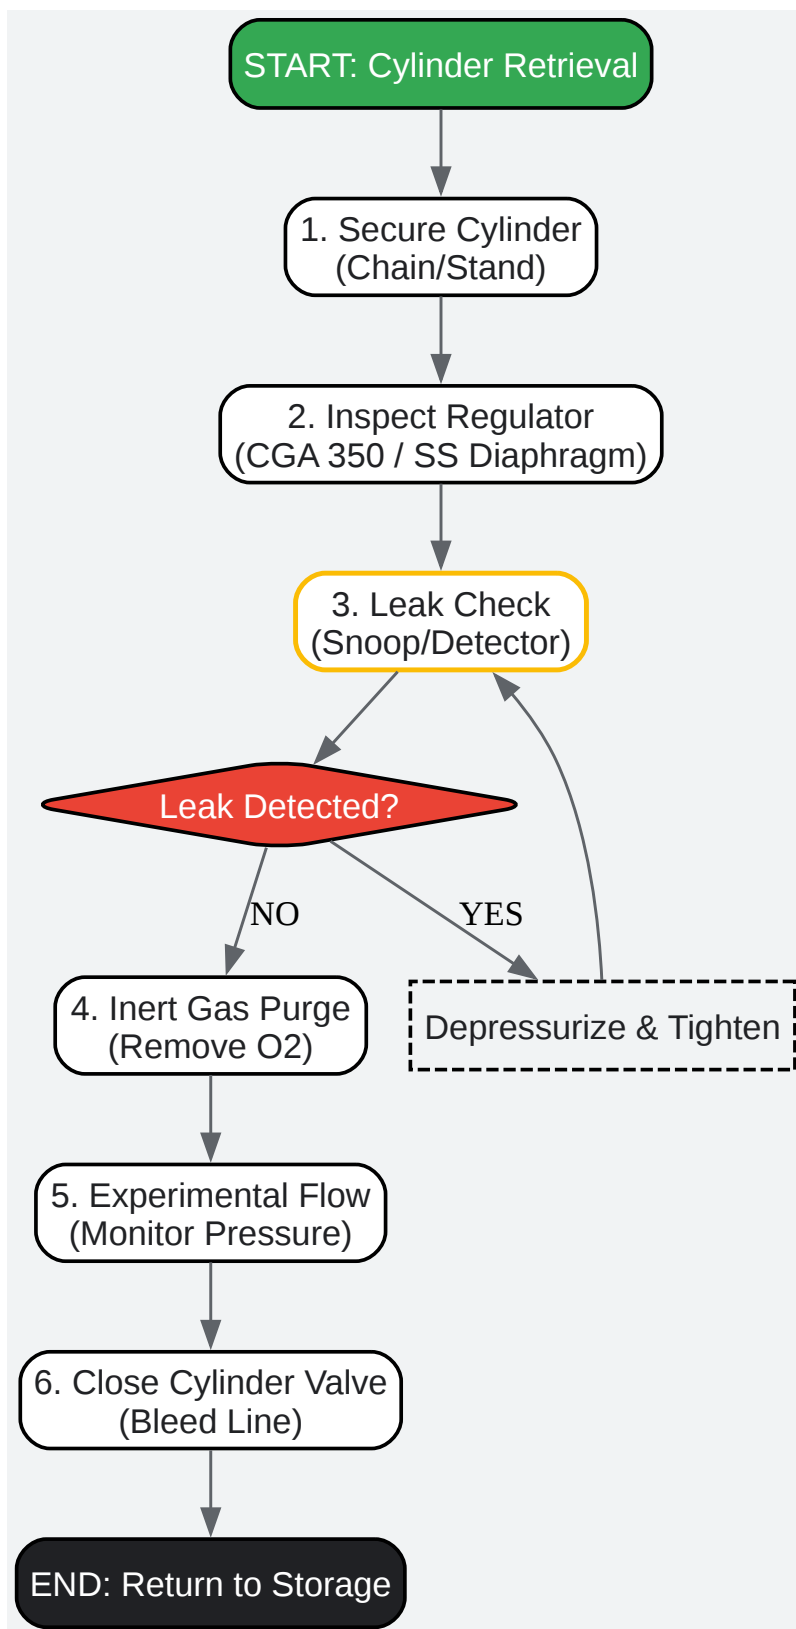 START: Cylinder Retrieval
1. Secure Cylinder
(Chain/Stand)
2. Inspect Regulator
(CGA 350 / SS Diaphragm)
3. Leak Check
(Snoop/Detector)
Leak Detected?
NO
YES
4. Inert Gas Purge
(Remove O2)
Depressurize & Tighten
5. Experimental Flow
(Monitor Pressure)
6. Close Cylinder Valve
(Bleed Line)
END: Return to Storage